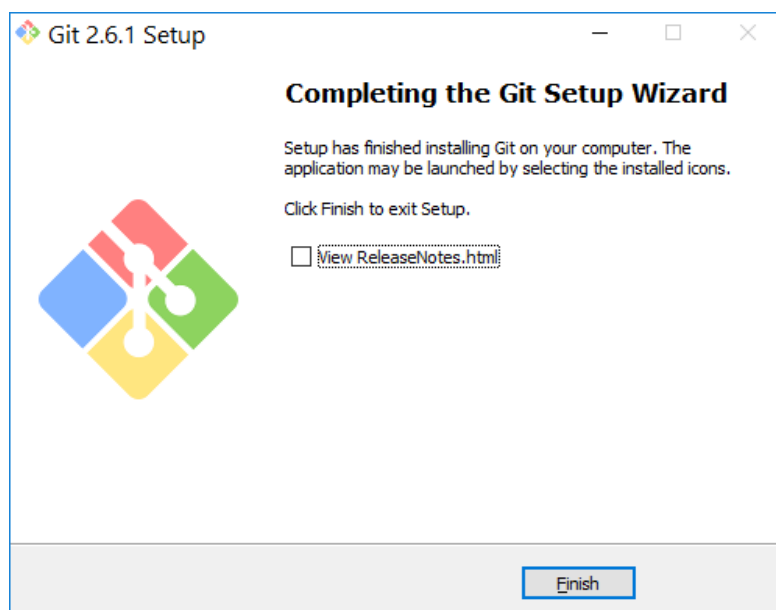 Git 2.6.1 Setup
Completing the Git Setup Wizard
Setup has finished installing Git on your computer. The
application may be launched by selecting the installed icons.
Click Finish to exit Setup.
View ReleaseNotes.html
Finish